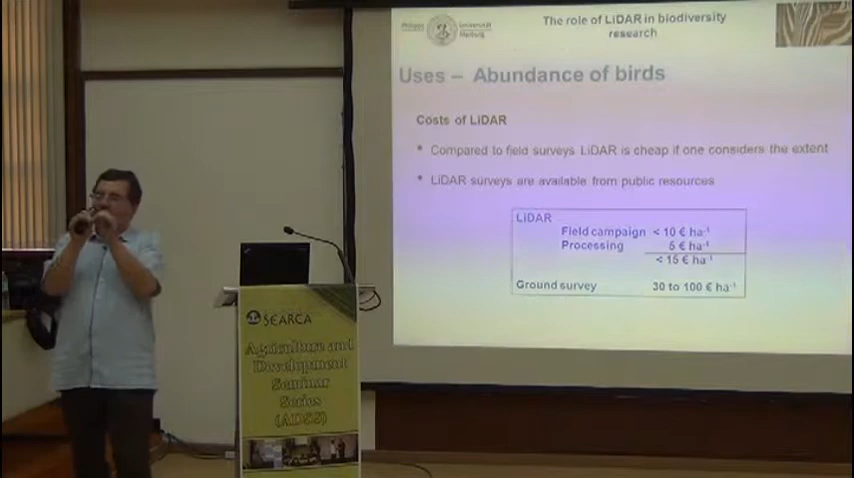 Philipps
Universität
Marburg
The role of LiDAR in biodiversity
research
Uses – Abundance of birds
Costs of LiDAR
• Compared to field surveys LiDAR is cheap if one considers the extent
• LiDAR surveys are available from public resources
LiDAR
Field campaign < 10 € ha⁻¹
Processing 5 € ha⁻¹
< 15 € ha⁻¹
Ground survey 30 to 100 € ha⁻¹
SEARCA
Agriculture and
Development
Seminar
Series
(ADSS)